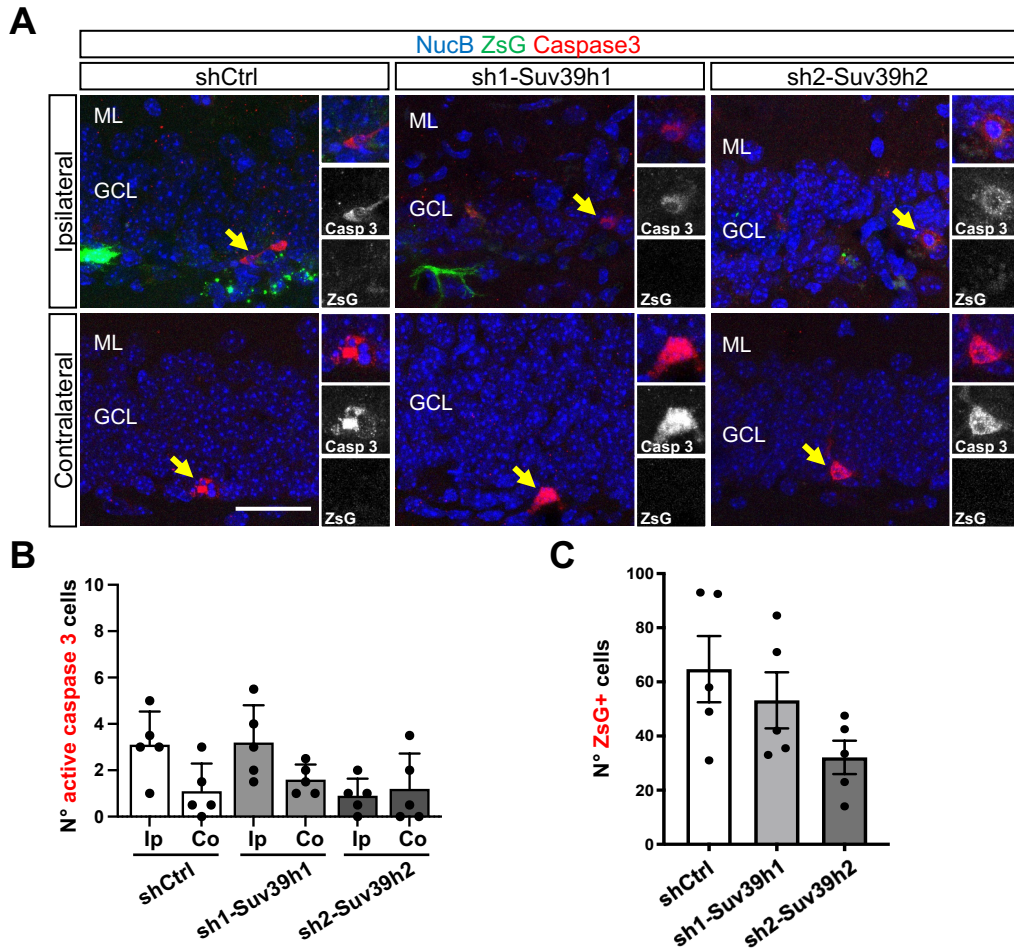 A
NucB ZsG Caspase3
shCtrl sh1-Suv39h1 sh2-Suv39h2
Ipsilateral
ML
GCL
Casp 3
ZsG
ML
GCL
Casp 3
ZsG
ML
GCL
Casp 3
ZsG
Contralateral
ML
GCL
Casp 3
ZsG
ML
GCL
Casp 3
ZsG
ML
GCL
Casp 3
ZsG
B
N° active caspase 3 cells
10
8
6
4
2
0
Ip Co Ip Co Ip Co
shCtrl
sh1-Suv39h1
sh2-Suv39h2
C
N° ZsG+ cells
100
80
60
40
20
0
shCtrl
sh1-Suv39h1
sh2-Suv39h2